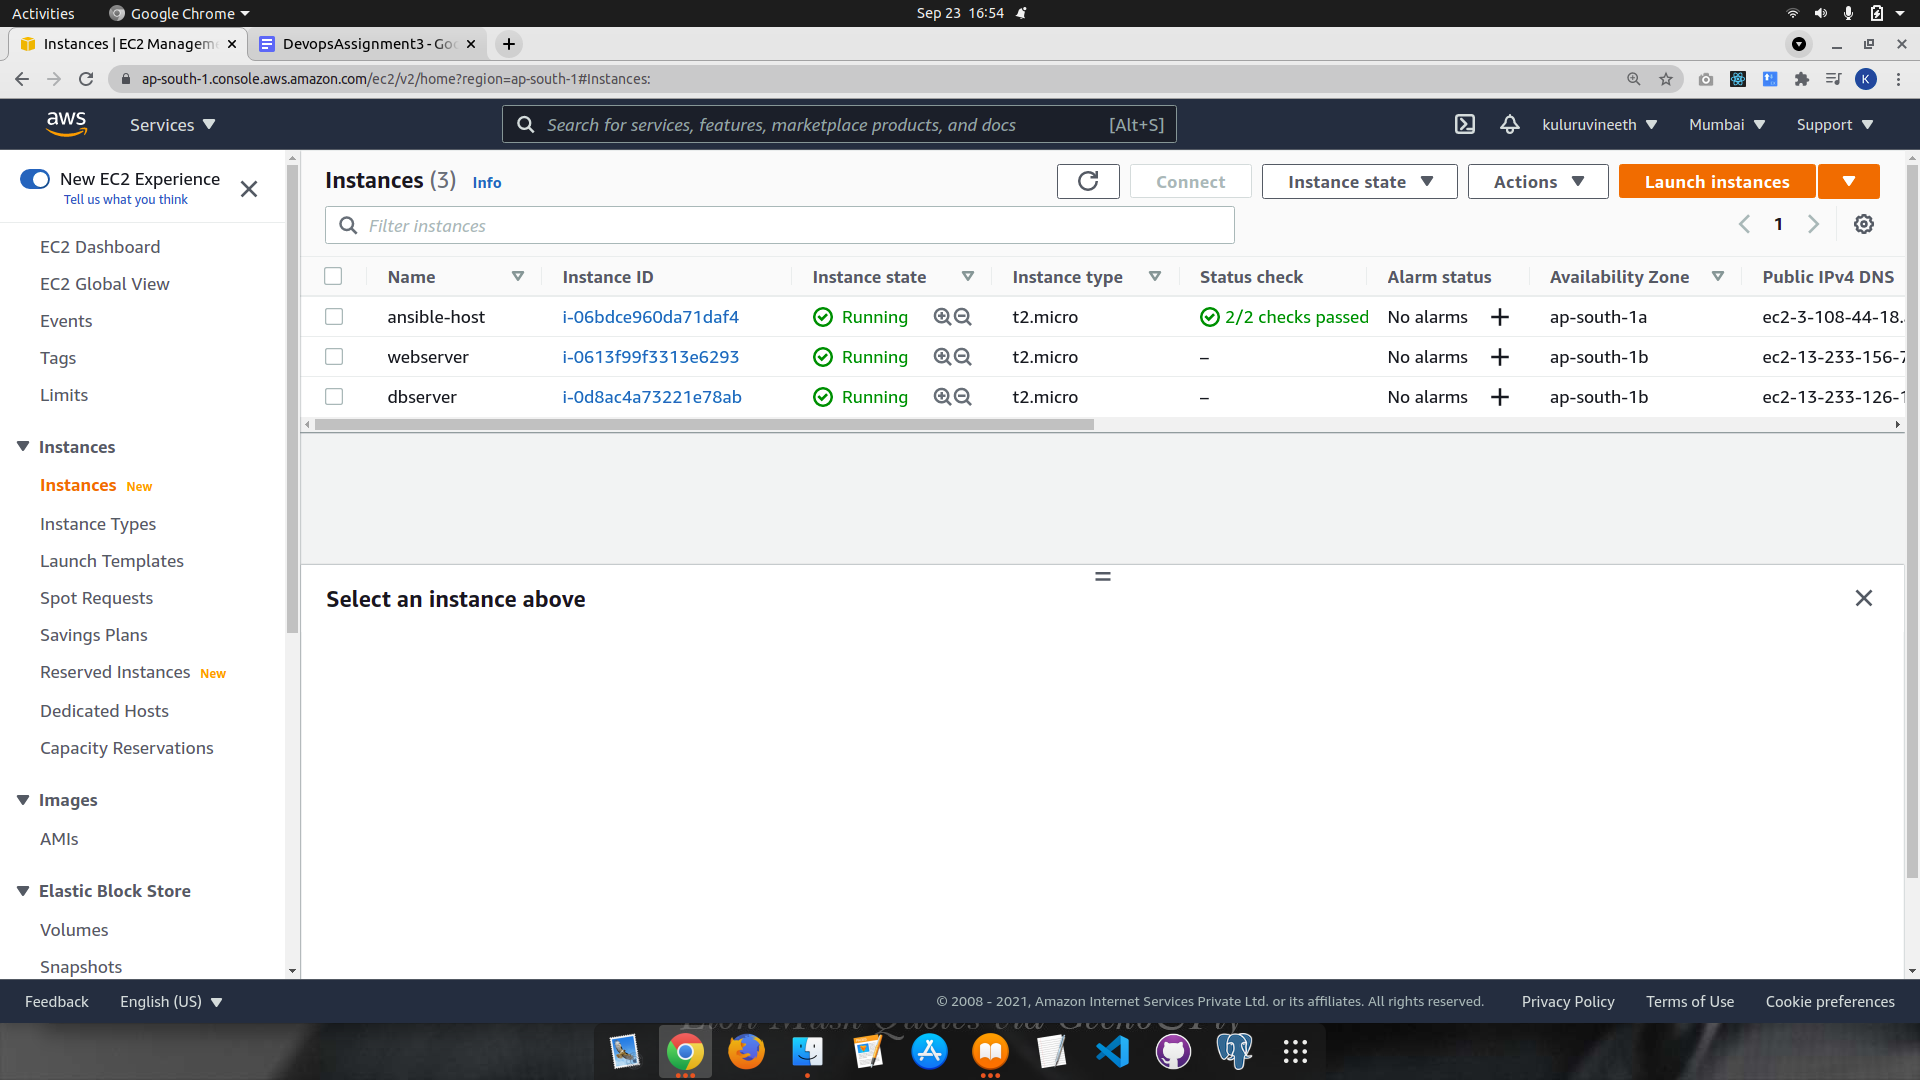 Activities Google Chrome Sep 23 16:54
Instances | EC2 Managem DevopsAssignment3 - Goo
ap-south-1.console.aws.amazon.com/ec2/v2/home?region=ap-south-1#Instances: K
aws Services Search for services, features, marketplace products, and docs [Alt+S] kuluruvineeth Mumbai Support
New EC2 Experience
Tell us what you think
EC2 Dashboard
EC2 Global View
Events
Tags
Limits
Instances
Instances New
Instance Types
Launch Templates
Spot Requests
Savings Plans
Reserved Instances New
Dedicated Hosts
Capacity Reservations
Images
AMIs
Elastic Block Store
Volumes
Snapshots
Instances (3) Info Connect Instance state Actions Launch instances
Filter instances 1
Name Instance ID Instance state Instance type Status check Alarm status Availability Zone Public IPv4 DNS
ansible-host i-06bdce960da71daf4 Running t2.micro 2/2 checks passed No alarms ap-south-1a ec2-3-108-44-18.
webserver i-0613f99f3313e6293 Running t2.micro – No alarms ap-south-1b ec2-13-233-156-7
dbserver i-0d8ac4a73221e78ab Running t2.micro – No alarms ap-south-1b ec2-13-233-126-1
Select an instance above
Feedback English (US) © 2008 - 2021, Amazon Internet Services Private Ltd. or its affiliates. All rights reserved. Privacy Policy Terms of Use Cookie preferences